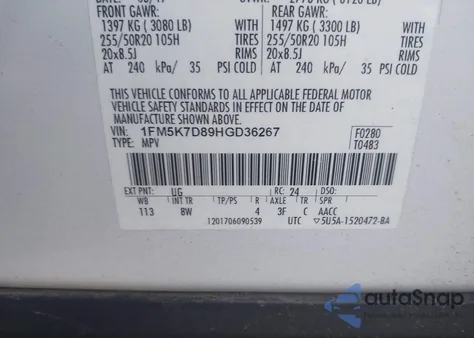 FRONT GAWR: REAR GAWR:
1397 KG ( 3080 LB) WITH 1497 KG ( 3300 LB) WITH
255/50R20 105H TIRES 255/50R20 105H TIRES
20x8.5J RIMS 20x8.5J RIMS
AT 240 kPa/ 35 PSI COLD AT 240 kPa/ 35 PSI COLD
THIS VEHICLE CONFORMS TO ALL APPLICABLE FEDERAL MOTOR
VEHICLE SAFETY STANDARDS IN EFFECT ON THE DATE OF
MANUFACTURE SHOWN ABOVE.
VIN: 1FM5K7D89HGD36267 F0280
TYPE: MPV T0483
EXT PNT: UG RC: 24 DSO:
WB INT TR TP/PS R AXLE TR SPR
113 8W 4 3F C AACC
1201706090539 UTC 5U5A-1520472-BA
autoSnap